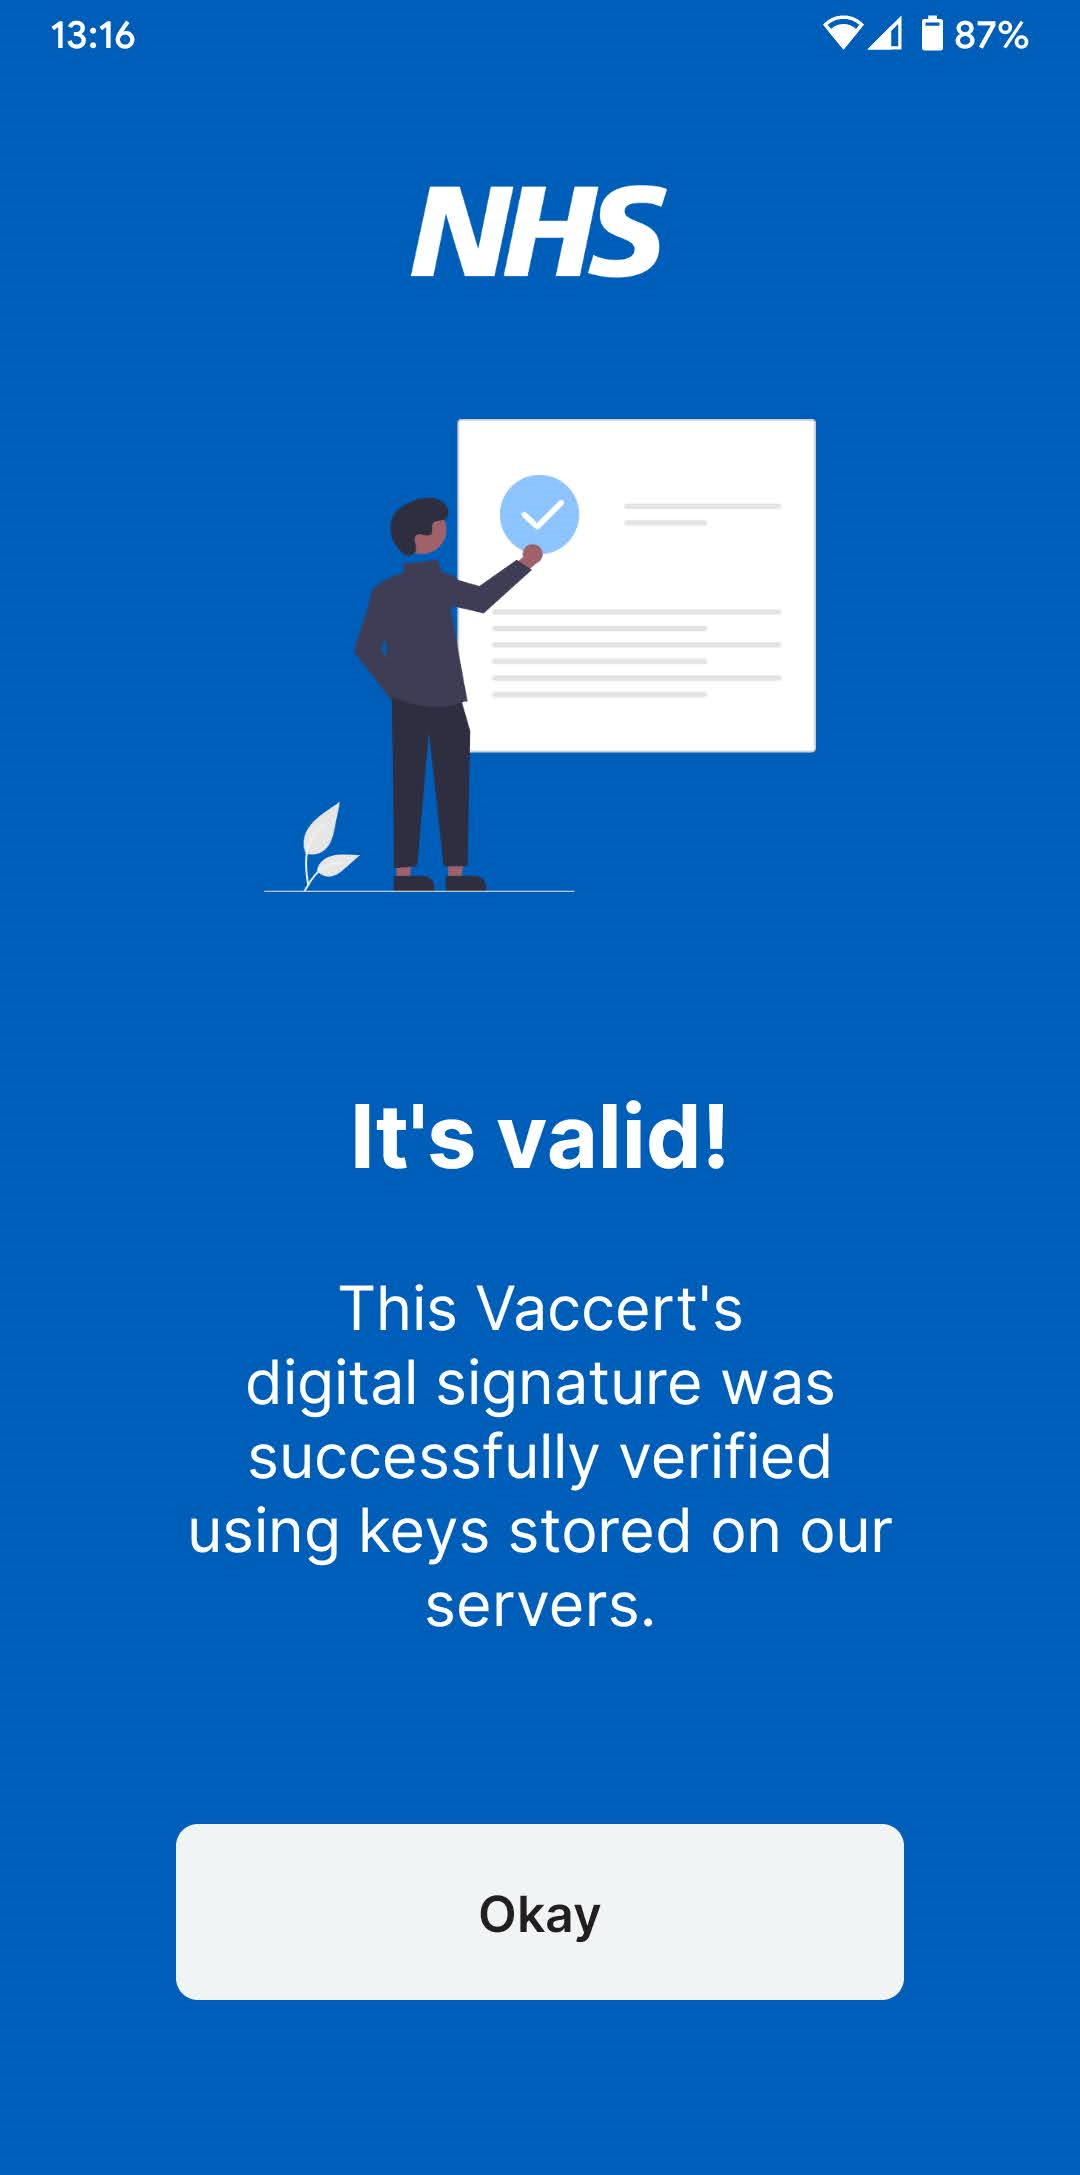 13:16
87%
NHS
It's valid!
This Vaccert's
digital signature was
successfully verified
using keys stored on our
servers.
Okay